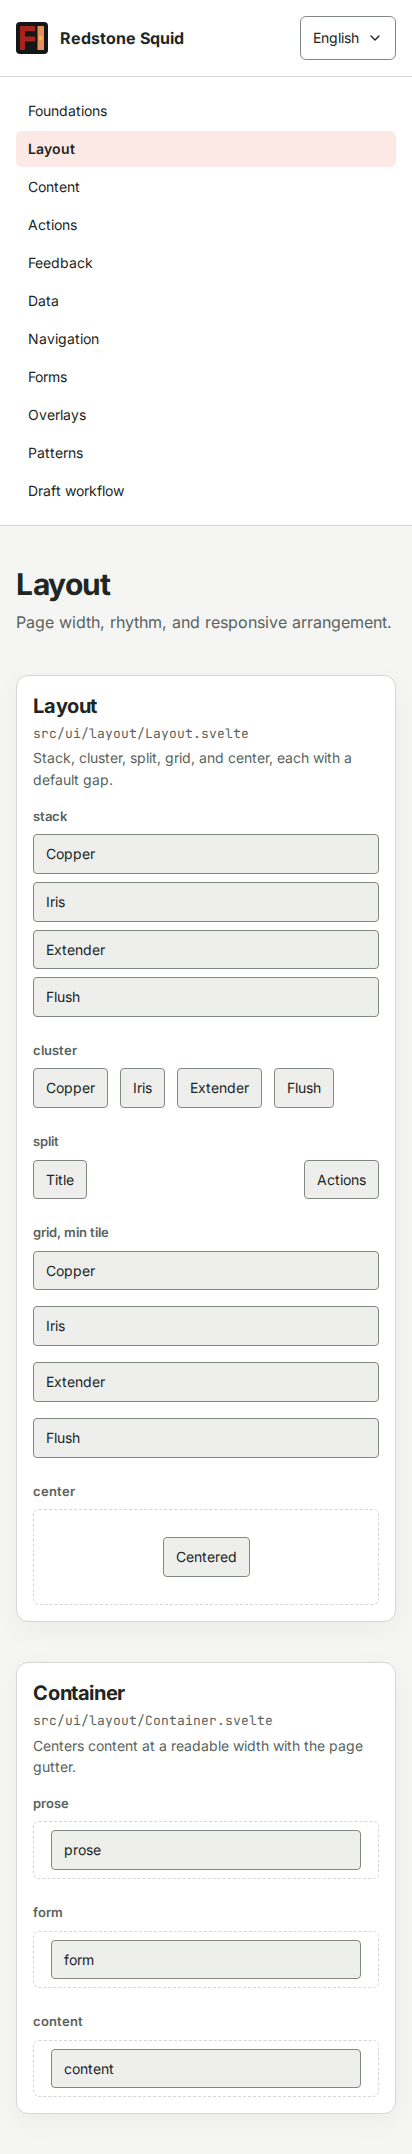 Redstone Squid
English
Foundations
Layout
Content
Actions
Feedback
Data
Navigation
Forms
Overlays
Patterns
Draft workflow
Layout
Page width, rhythm, and responsive arrangement.
Layout
src/ui/layout/Layout.svelte
Stack, cluster, split, grid, and center, each with a
default gap.
stack
Copper
Iris
Extender
Flush
cluster
Copper Iris Extender Flush
split
Title Actions
grid, min tile
Copper
Iris
Extender
Flush
center
Centered
Container
src/ui/layout/Container.svelte
Centers content at a readable width with the page
gutter.
prose
prose
form
form
content
content